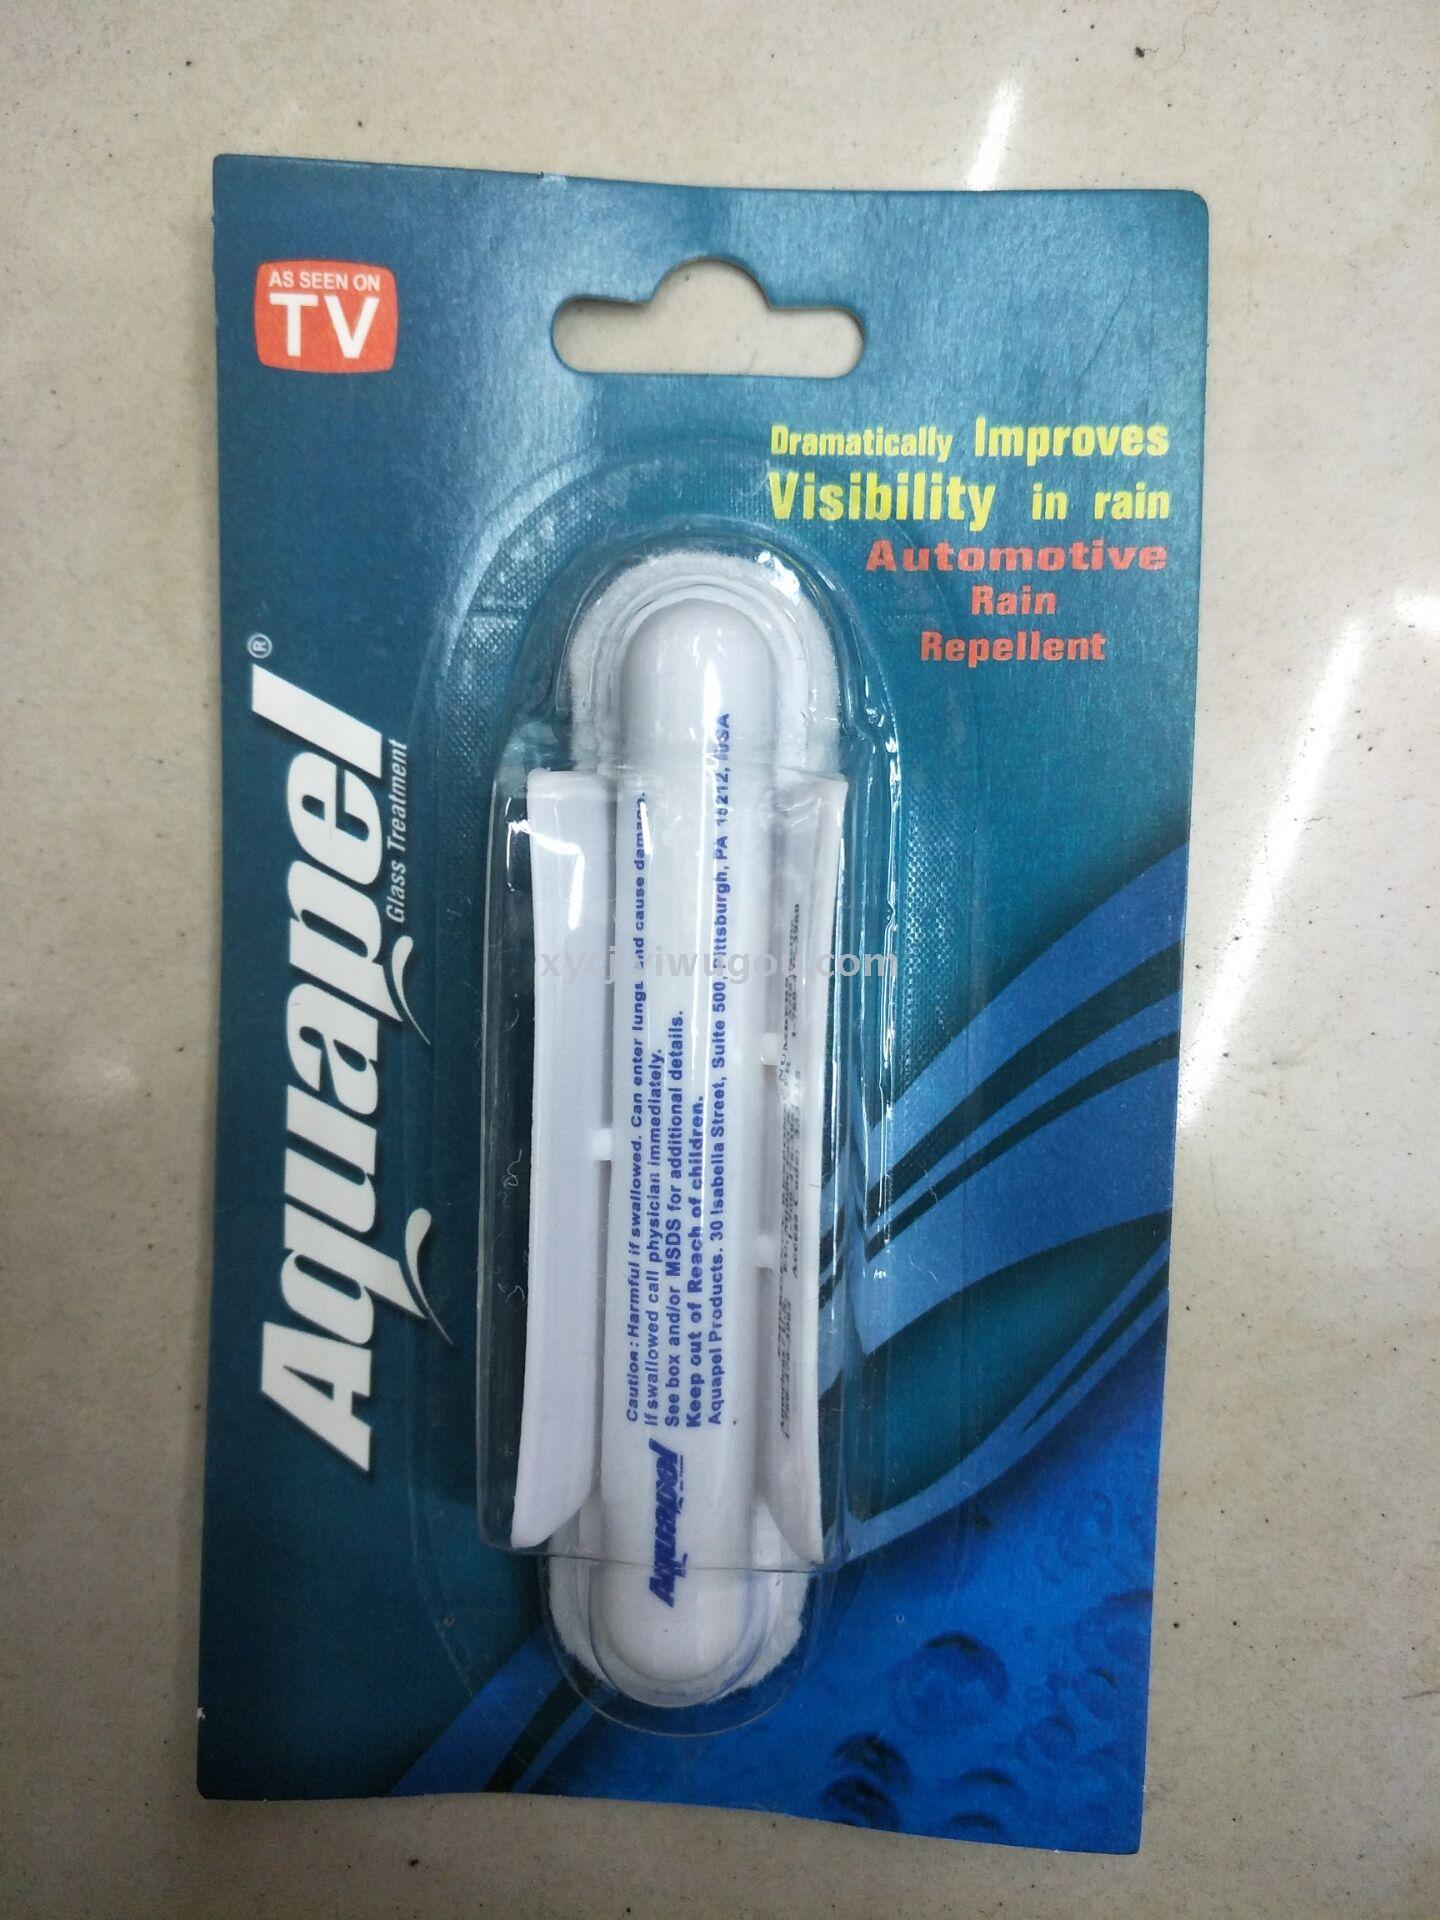 AS SEEN ON
TV
Dramatically Improves
Visibility in rain
Automotive
Rain
Repellent
Aquapel®
Glass Treatment
Caution : Harmful if swallowed. Can enter lungs and cause damage.
If swallowed call physician immediately.
See box and/or MSDS for additional details.
Keep out of Reach of children.
Aquapel Products. 30 Isabella Street, Suite 500, Pittsburgh, PA 15212, USA
Aquapel